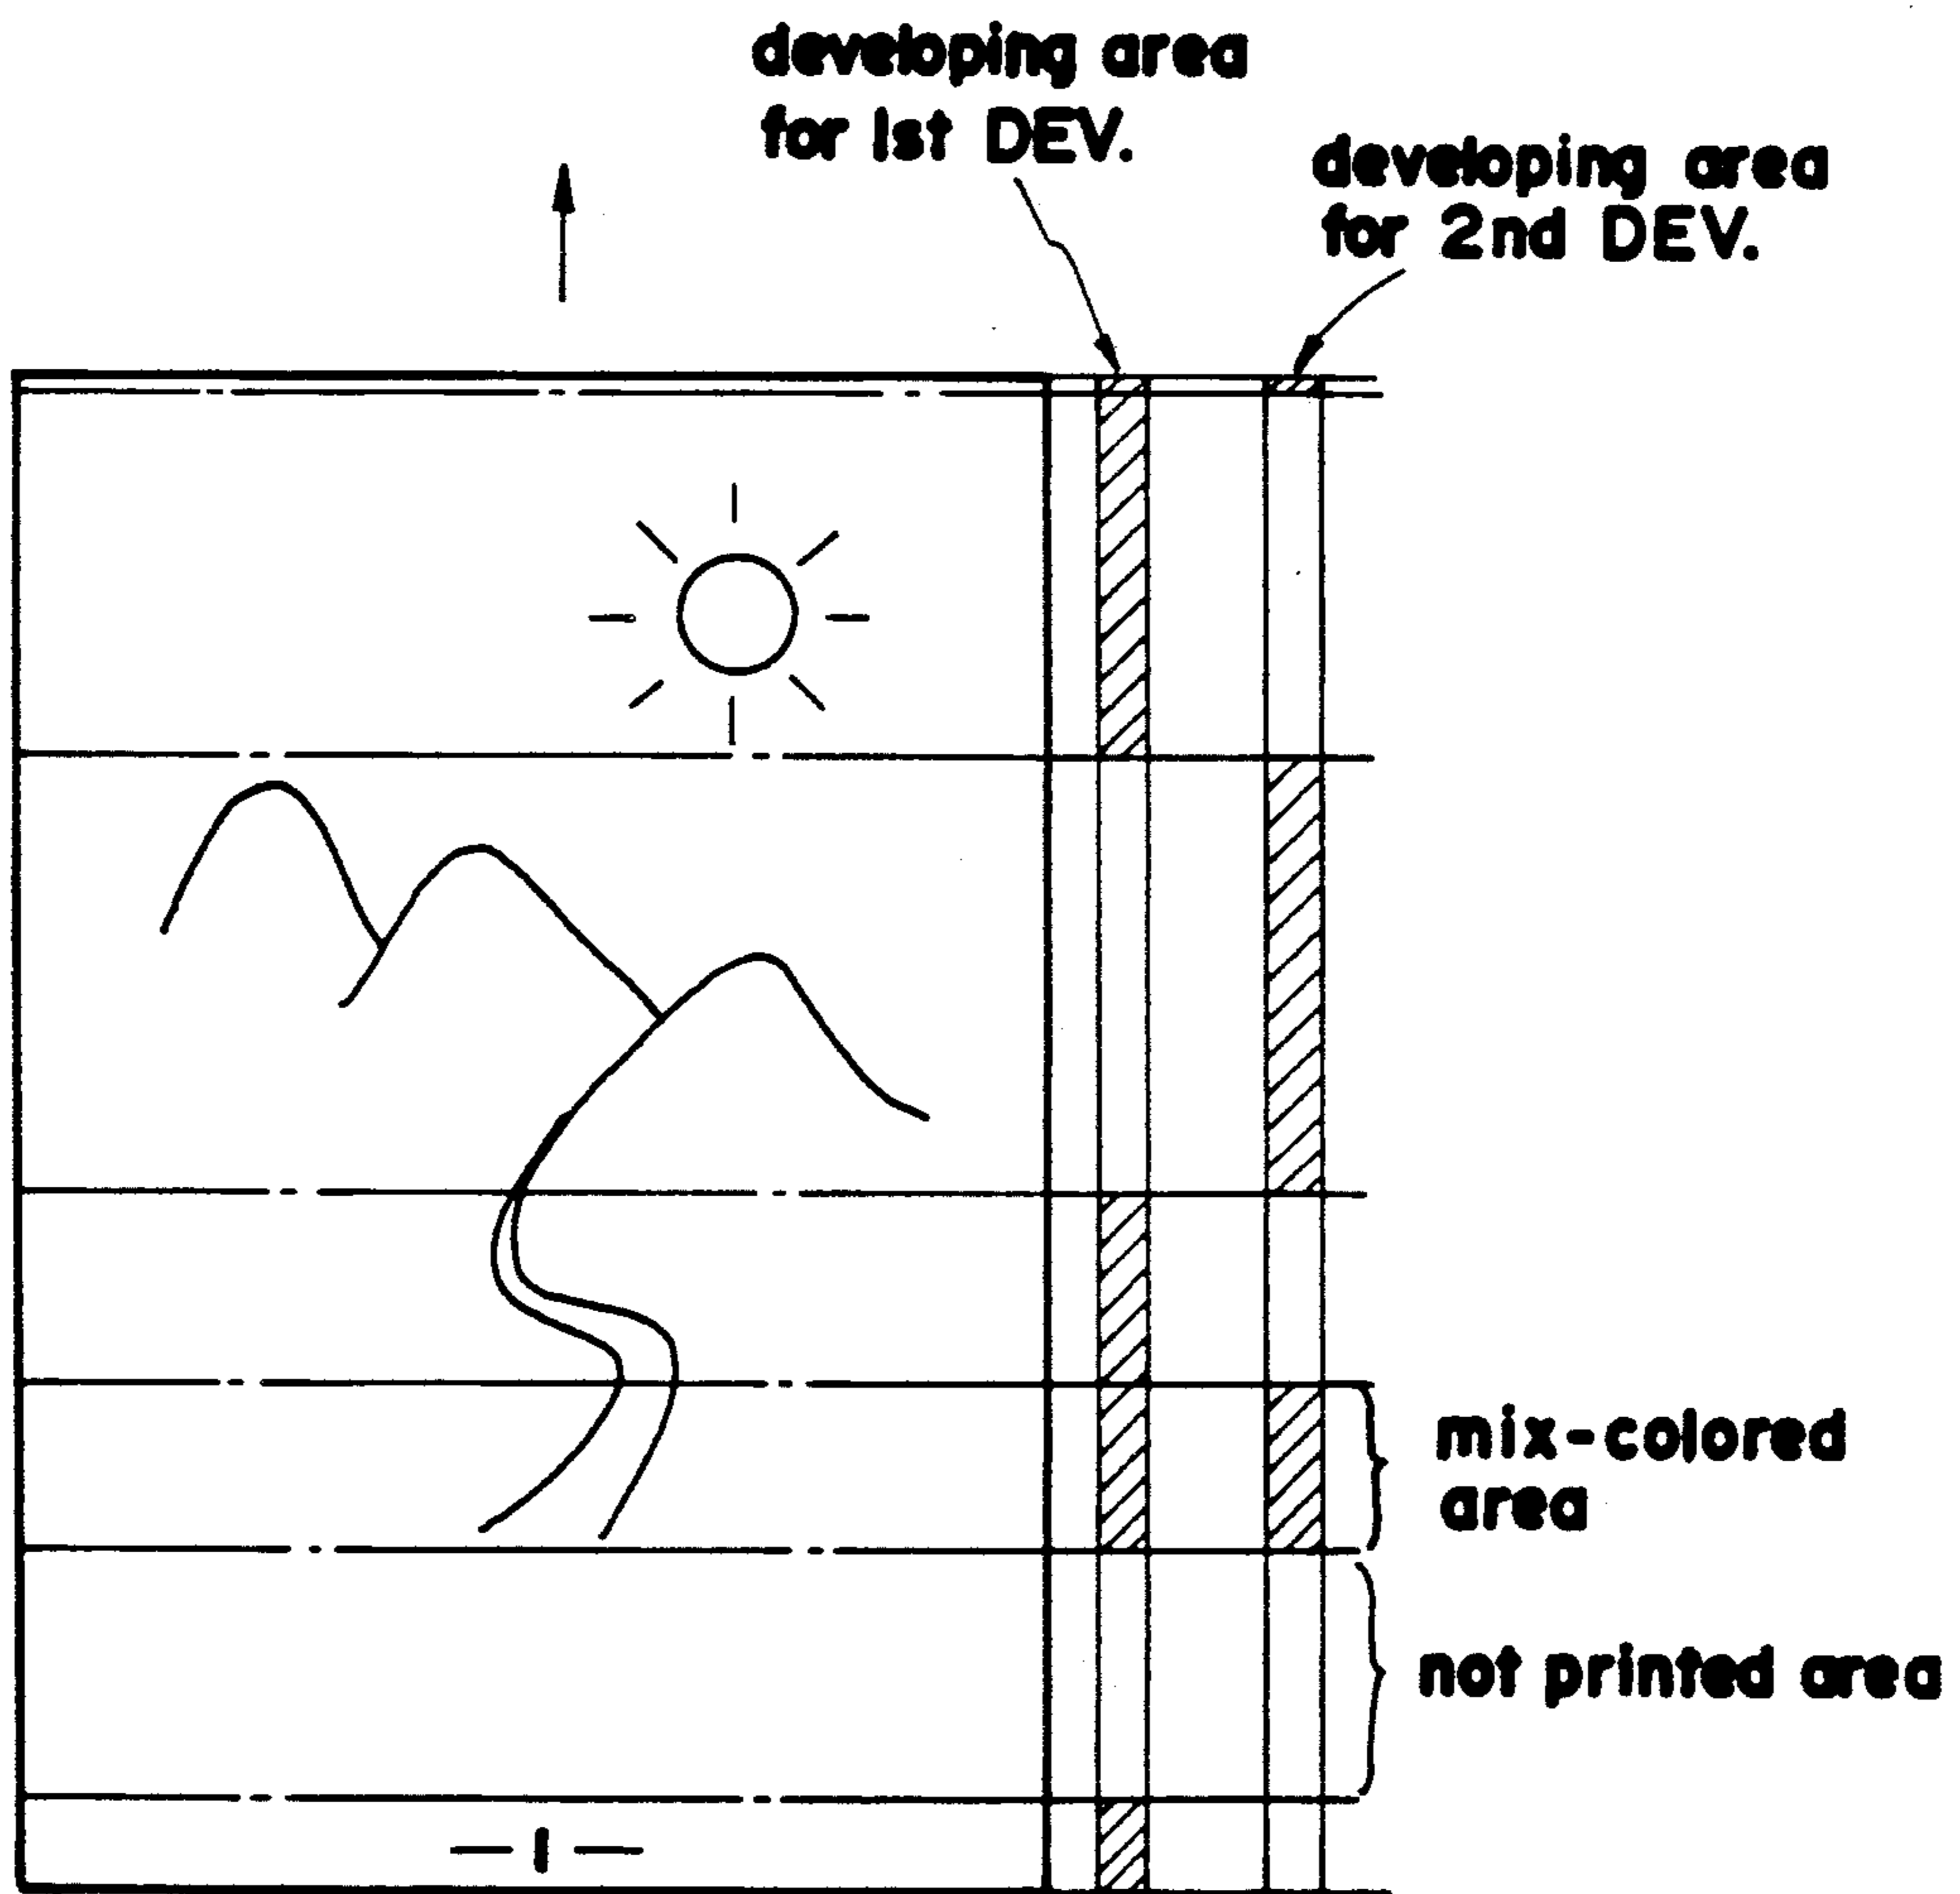 developing area
for 1st DEV.
developing area
for 2nd DEV.
mix-colored
area
not printed area
— 1 —